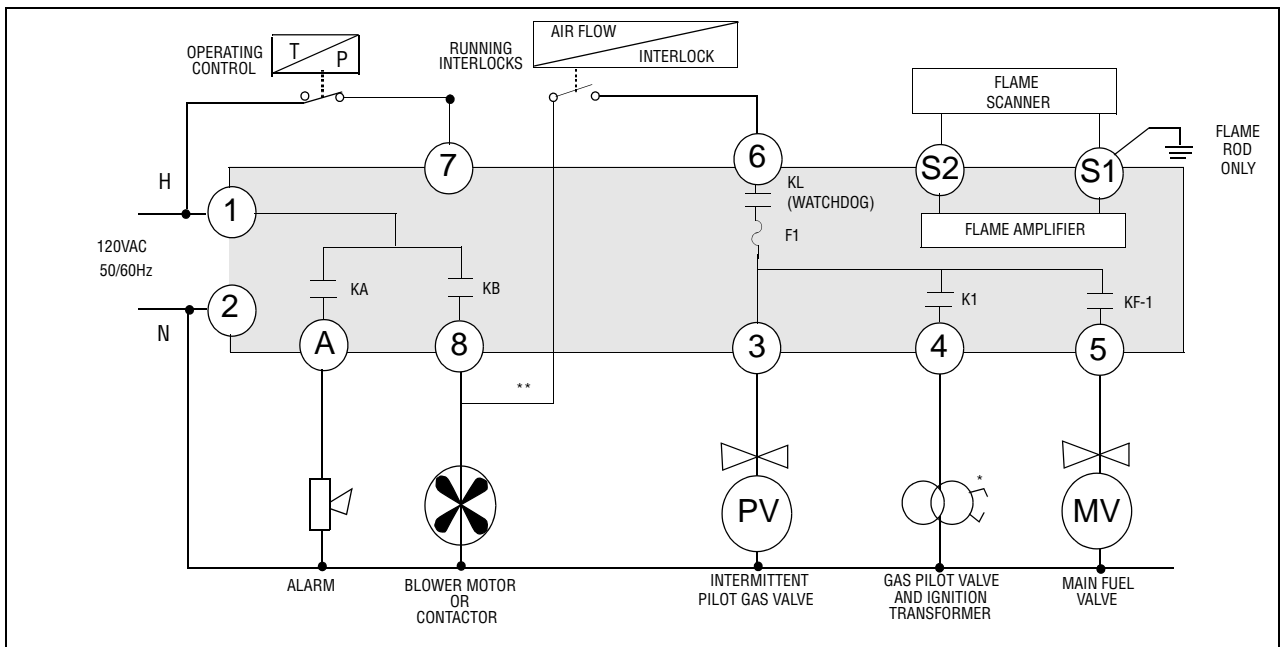 OPERATING
CONTROL
T
P
RUNNING
INTERLOCKS
AIR FLOW
INTERLOCK
FLAME
SCANNER
FLAME
ROD
ONLY
7
6
S2
S1
H
1
KL
(WATCHDOG)
F1
FLAME AMPLIFIER
120VAC
50/60Hz
2
N
KA
KB
K1
KF-1
A
8
3
4
5
**
*
PV
MV
ALARM
BLOWER MOTOR
OR
CONTACTOR
INTERMITTENT
PILOT GAS VALVE
GAS PILOT VALVE
AND IGNITION
TRANSFORMER
MAIN FUEL
VALVE